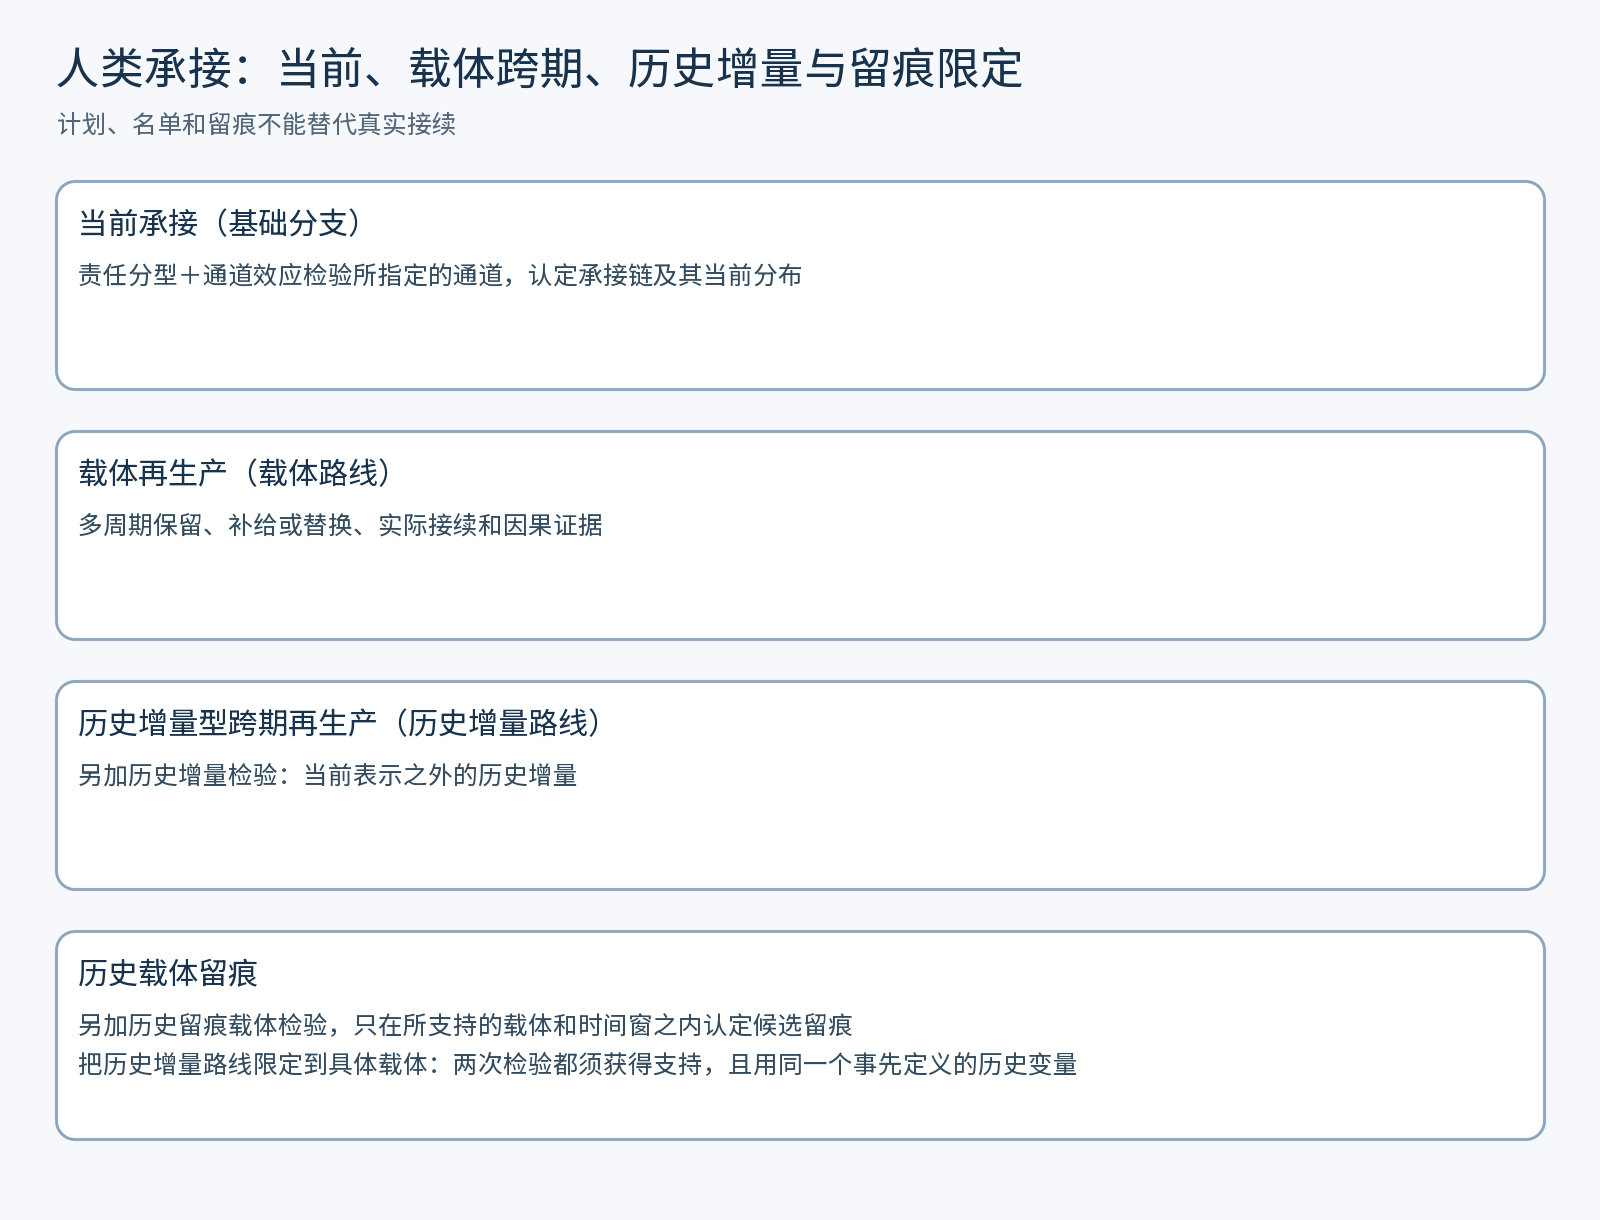 人类承接：当前、载体跨期、历史增量与留痕限定
计划、名单和留痕不能替代真实接续
当前承接（基础分支）
责任分型＋通道效应检验所指定的通道，认定承接链及其当前分布
载体再生产（载体路线）
多周期保留、补给或替换、实际接续和因果证据
历史增量型跨期再生产（历史增量路线）
另加历史增量检验：当前表示之外的历史增量
历史载体留痕
另加历史留痕载体检验，只在所支持的载体和时间窗之内认定候选留痕
把历史增量路线限定到具体载体：两次检验都须获得支持，且用同一个事先定义的历史变量